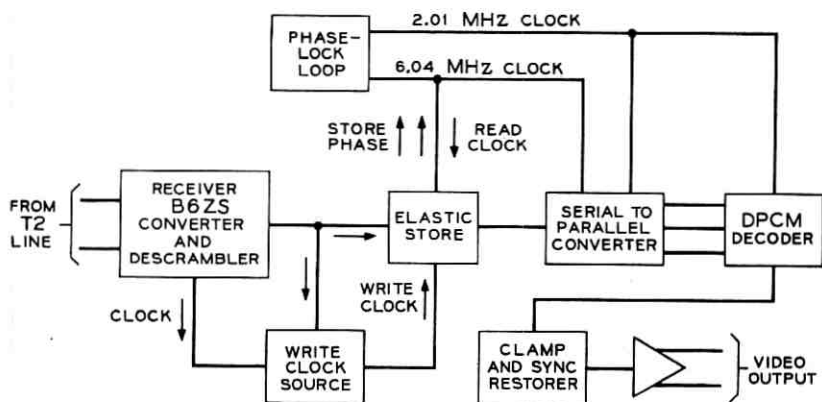 2.01 MHz CLOCK
PHASE-
LOCK
LOOP
6.04 MHz CLOCK
STORE
PHASE
READ
CLOCK
FROM
T2
LINE
RECEIVER
B6ZS
CONVERTER
AND
DESCRAMBLER
ELASTIC
STORE
SERIAL TO
PARALLEL
CONVERTER
DPCM
DECODER
CLOCK
WRITE
CLOCK
WRITE
CLOCK
SOURCE
CLAMP
AND SYNC
RESTORER
VIDEO
OUTPUT